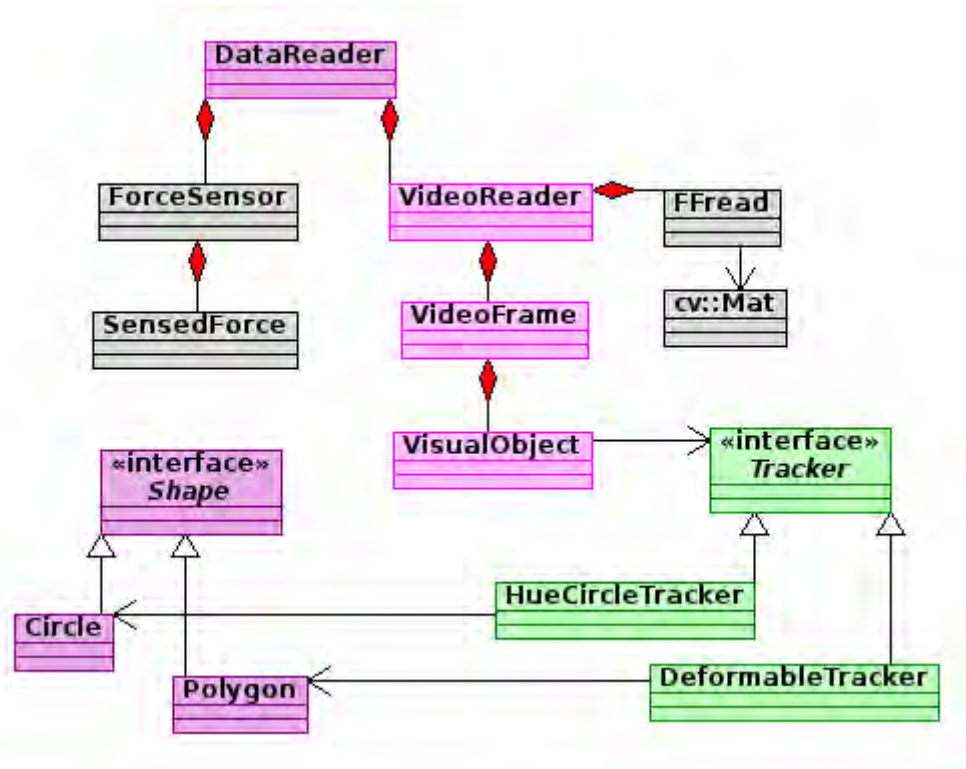 DataReader
ForceSensor
VideoReader
FFread
SensedForce
VideoFrame
cv::Mat
VisualObject
«interface»
Tracker
«interface»
Shape
HueCircleTracker
Circle
DeformableTracker
Polygon